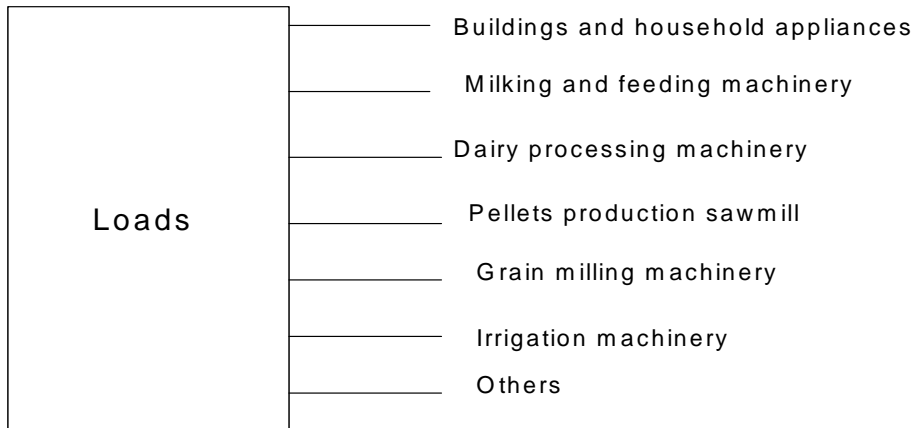 Buildings and household appliances
Milking and feeding machinery
Dairy processing machinery
Loads
Pellets production sawmill
Grain milling machinery
Irrigation machinery
Others